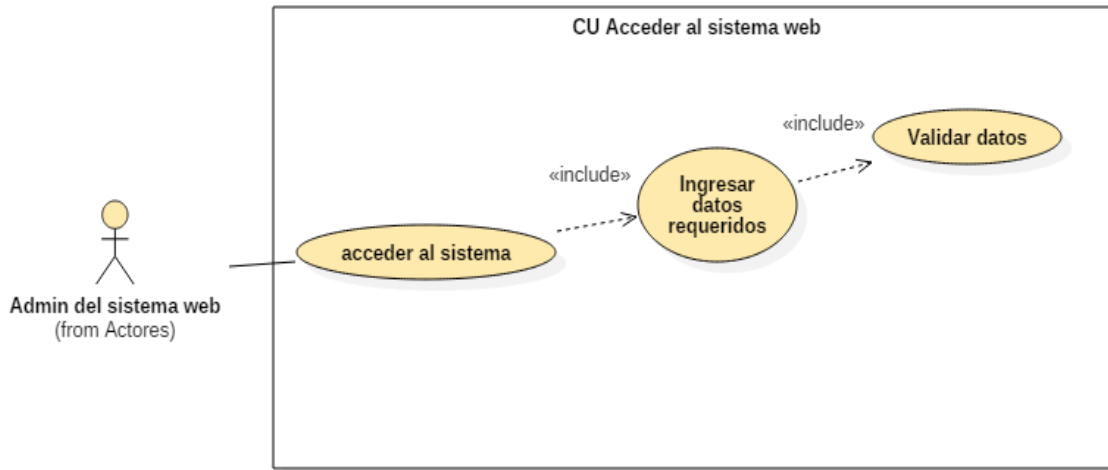 CU Acceder al sistema web
«include»
Validar datos
«include»
Ingresar
datos
requeridos
acceder al sistema
Admin del sistema web
(from Actores)